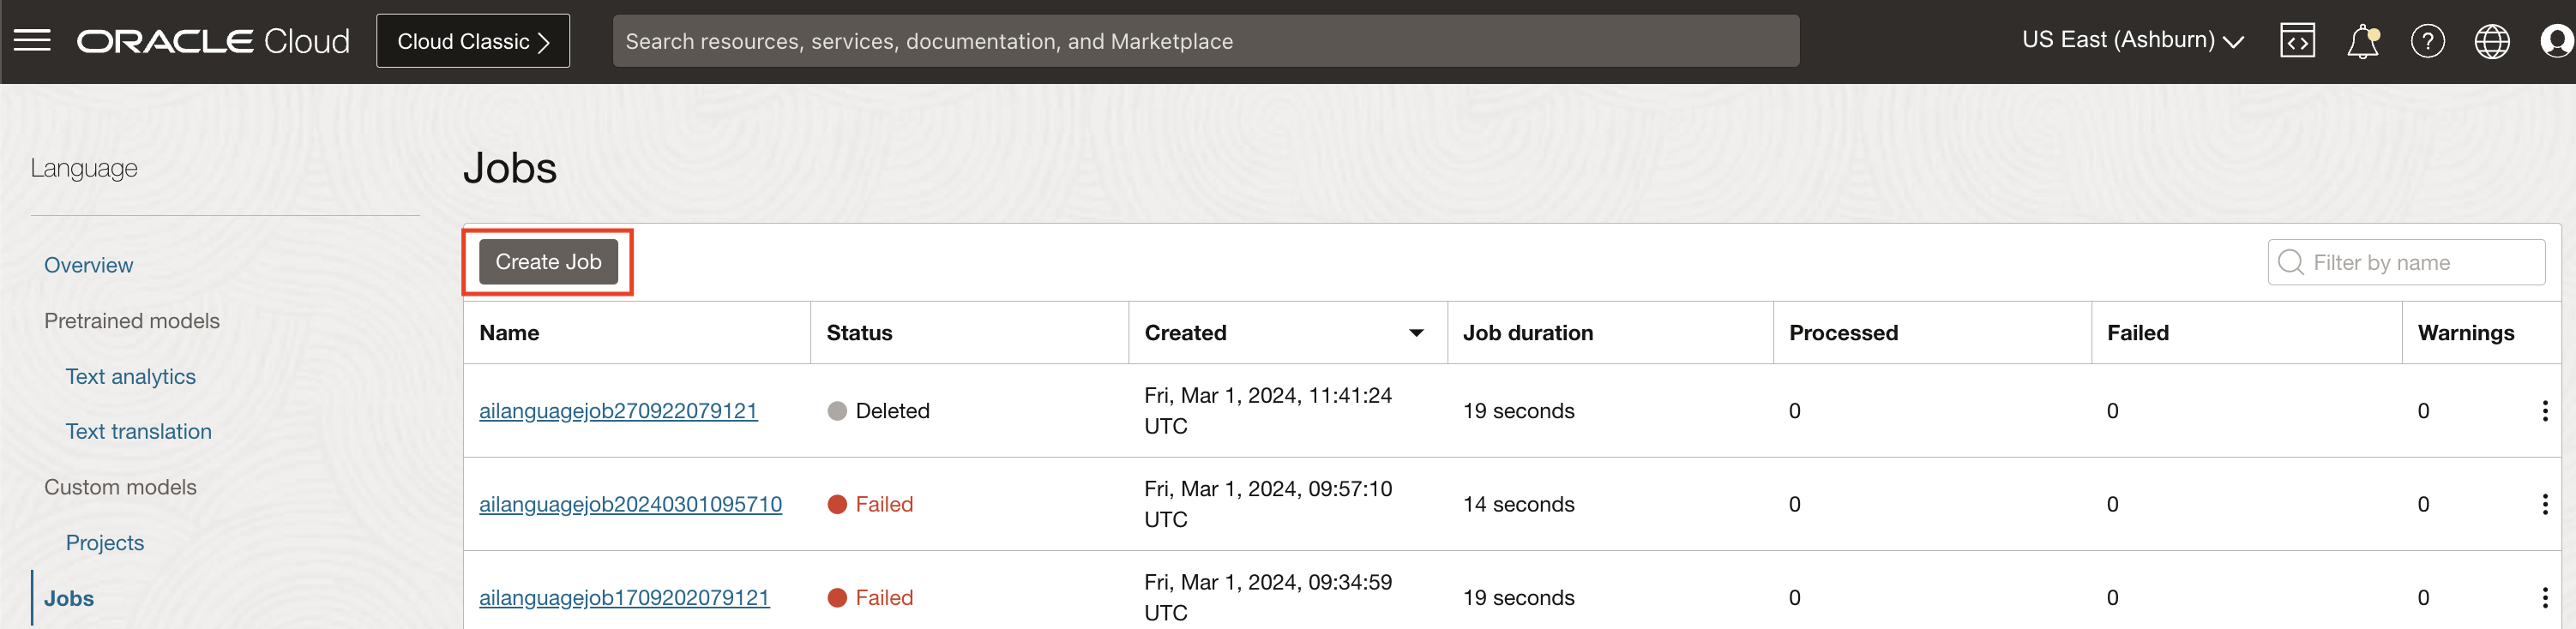 ORACLE Cloud
Cloud Classic
Search resources, services, documentation, and Marketplace
US East (Ashburn)
Language
Overview
Pretrained models
Text analytics
Text translation
Custom models
Projects
Jobs
Jobs
Create Job
Filter by name
Name Status Created Job duration Processed Failed Warnings
ailanguagejob270922079121 Deleted Fri, Mar 1, 2024, 11:41:24 19 seconds 0 0 0
UTC
ailanguagejob20240301095710 Failed Fri, Mar 1, 2024, 09:57:10 14 seconds 0 0 0
UTC
ailanguagejob1709202079121 Failed Fri, Mar 1, 2024, 09:34:59 19 seconds 0 0 0
UTC